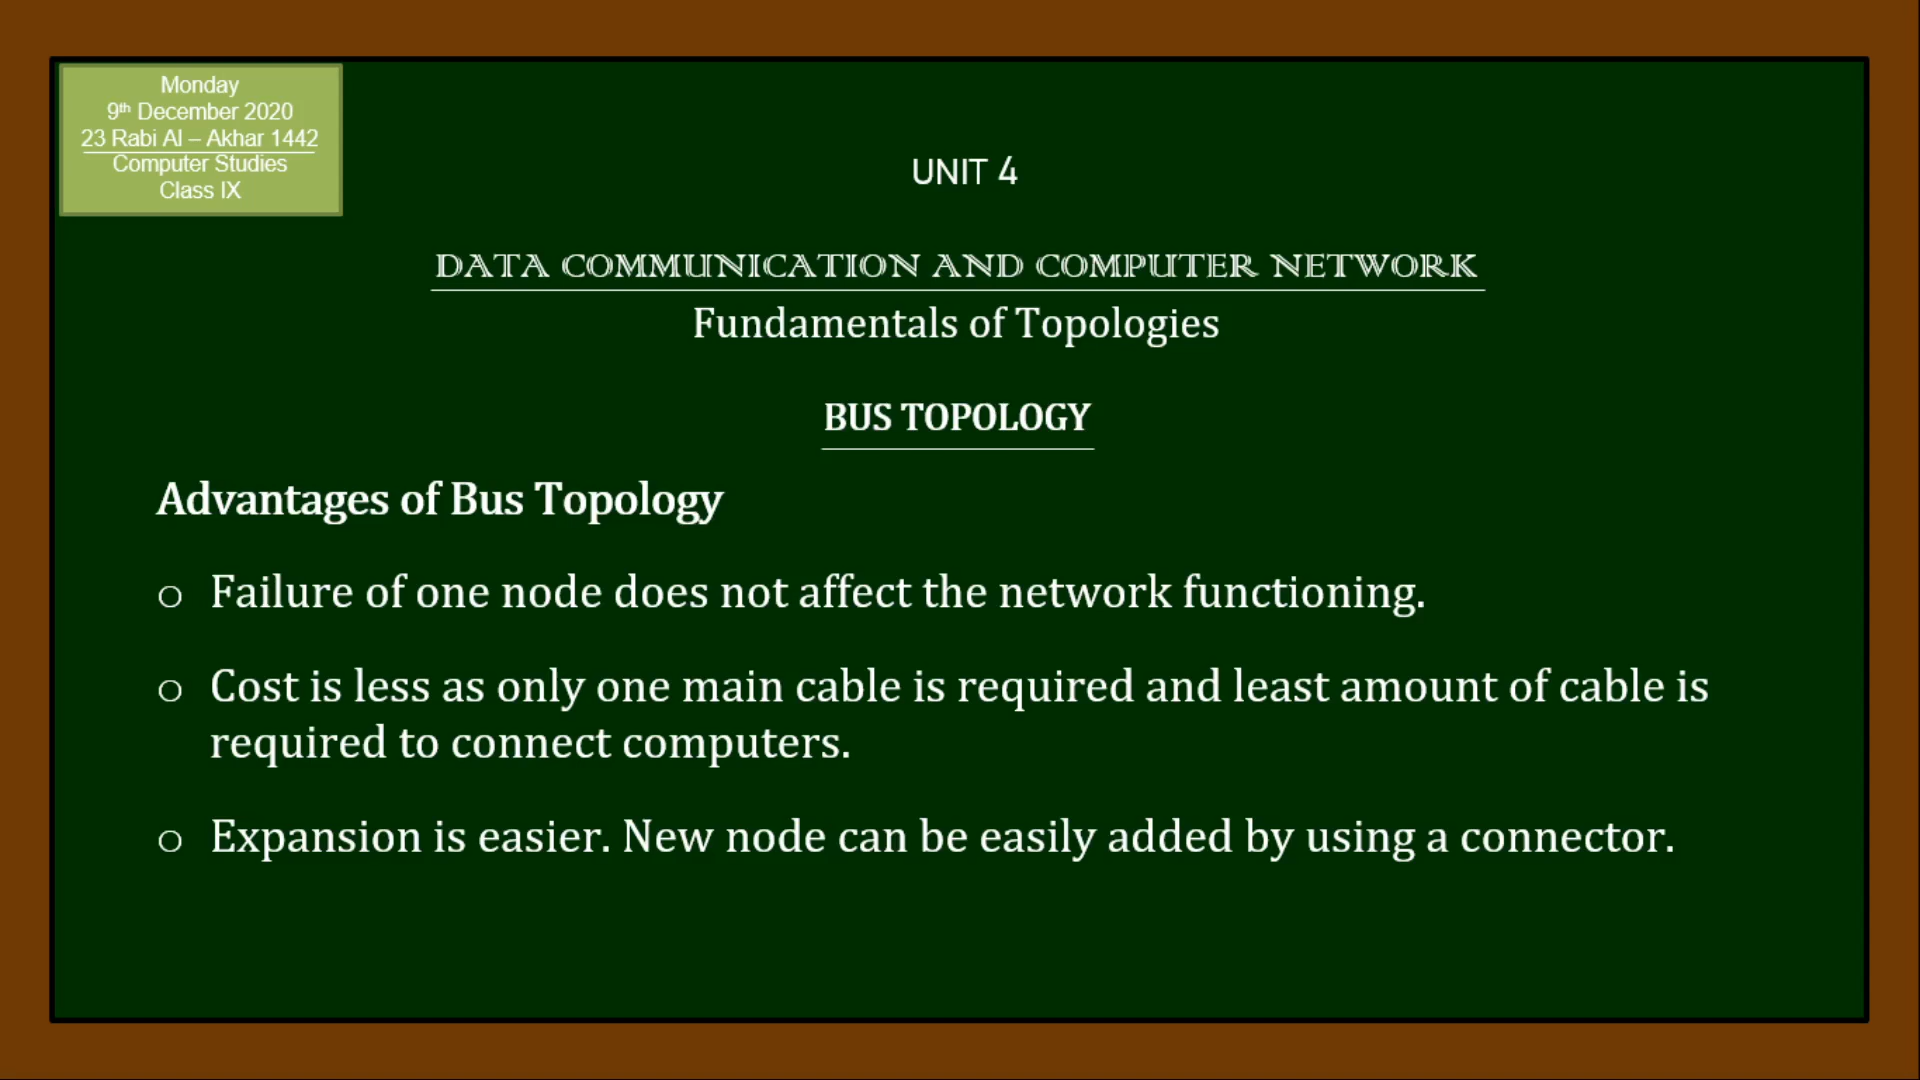 Monday
9th December 2020
23 Rabi Al – Akhar 1442
Computer Studies
Class IX
UNIT 4
DATA COMMUNICATION AND COMPUTER NETWORK
Fundamentals of Topologies
BUS TOPOLOGY
Advantages of Bus Topology
o Failure of one node does not affect the network functioning.
o Cost is less as only one main cable is required and least amount of cable is
required to connect computers.
o Expansion is easier. New node can be easily added by using a connector.